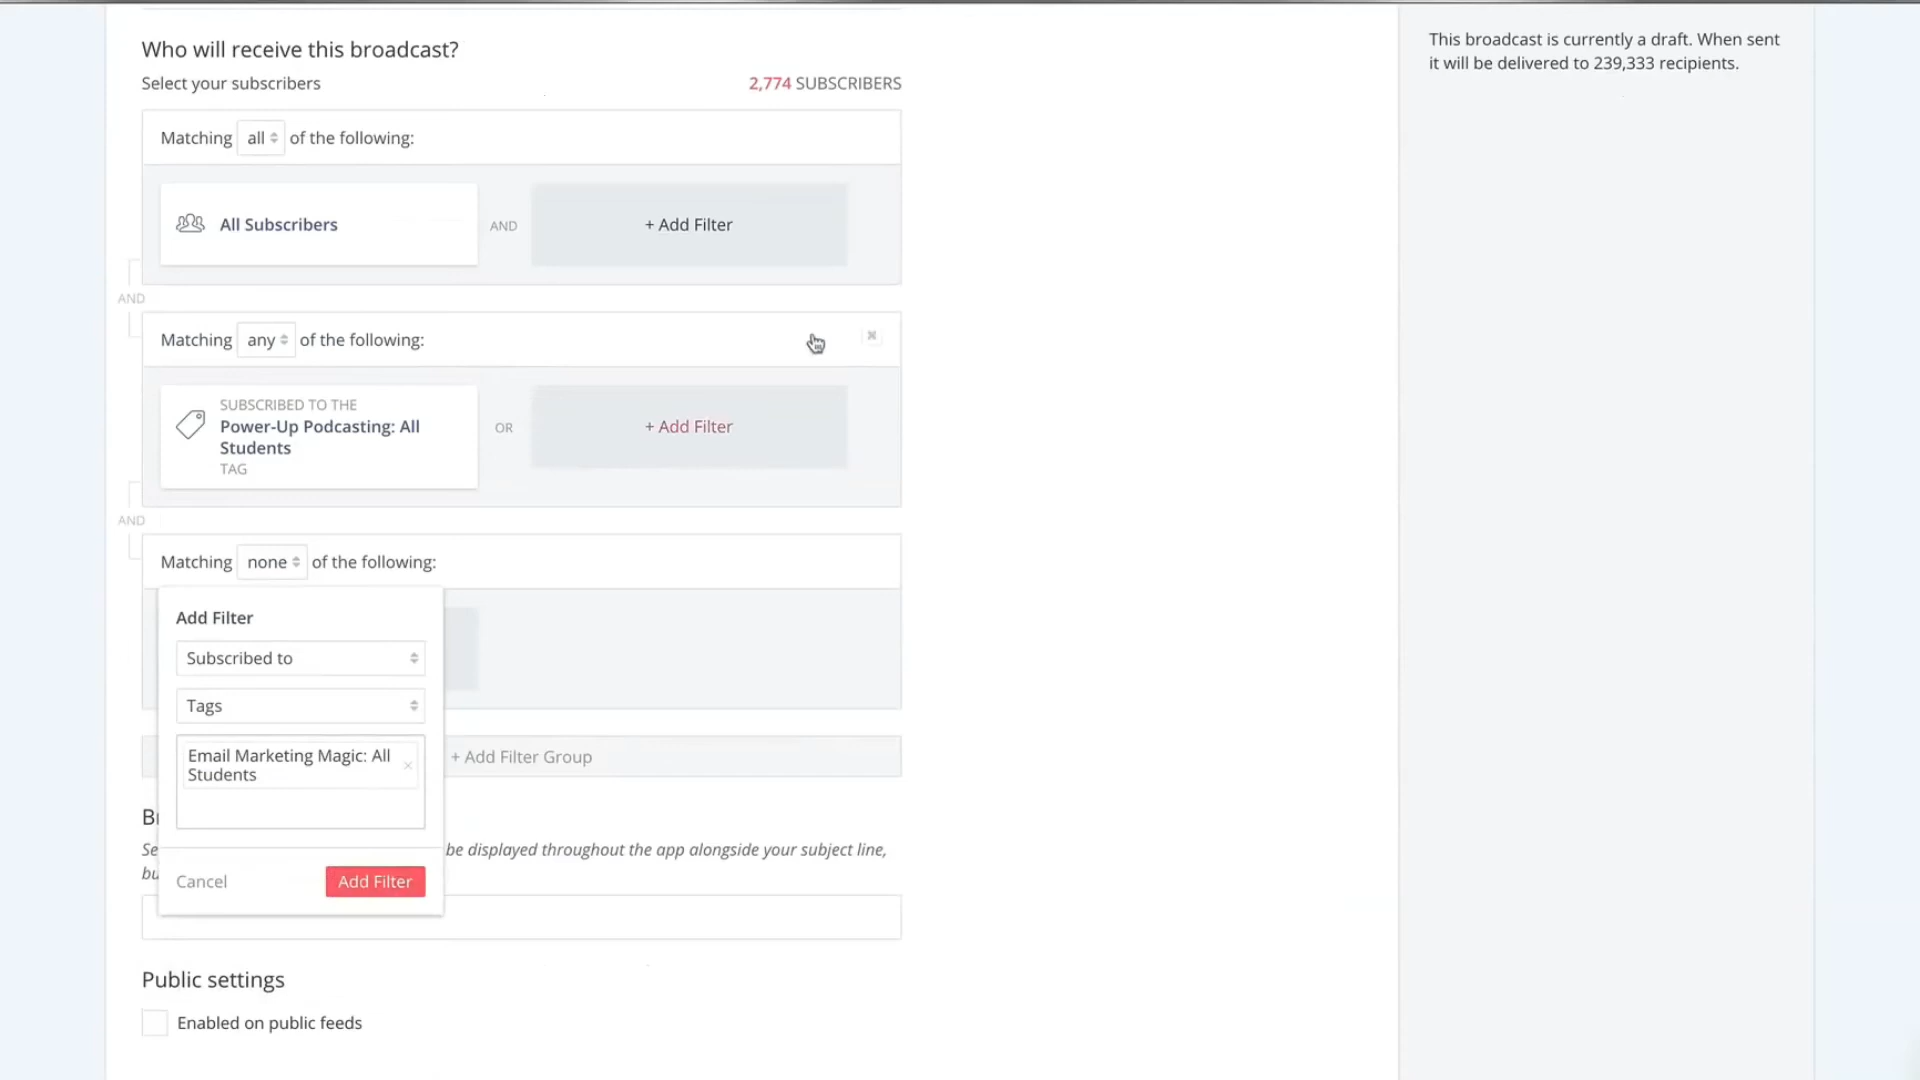 Who will receive this broadcast?
Select your subscribers
2,774 SUBSCRIBERS
Matching all of the following:
All Subscribers
AND
+ Add Filter
AND
Matching any of the following:
SUBSCRIBED TO THE
Power-Up Podcasting: All
Students
TAG
OR
+ Add Filter
AND
Matching none of the following:
Add Filter
Subscribed to
Tags
Email Marketing Magic: All
Students
+ Add Filter Group
be displayed throughout the app alongside your subject line,
Cancel
Add Filter
Public settings
Enabled on public feeds
This broadcast is currently a draft. When sent
it will be delivered to 239,333 recipients.